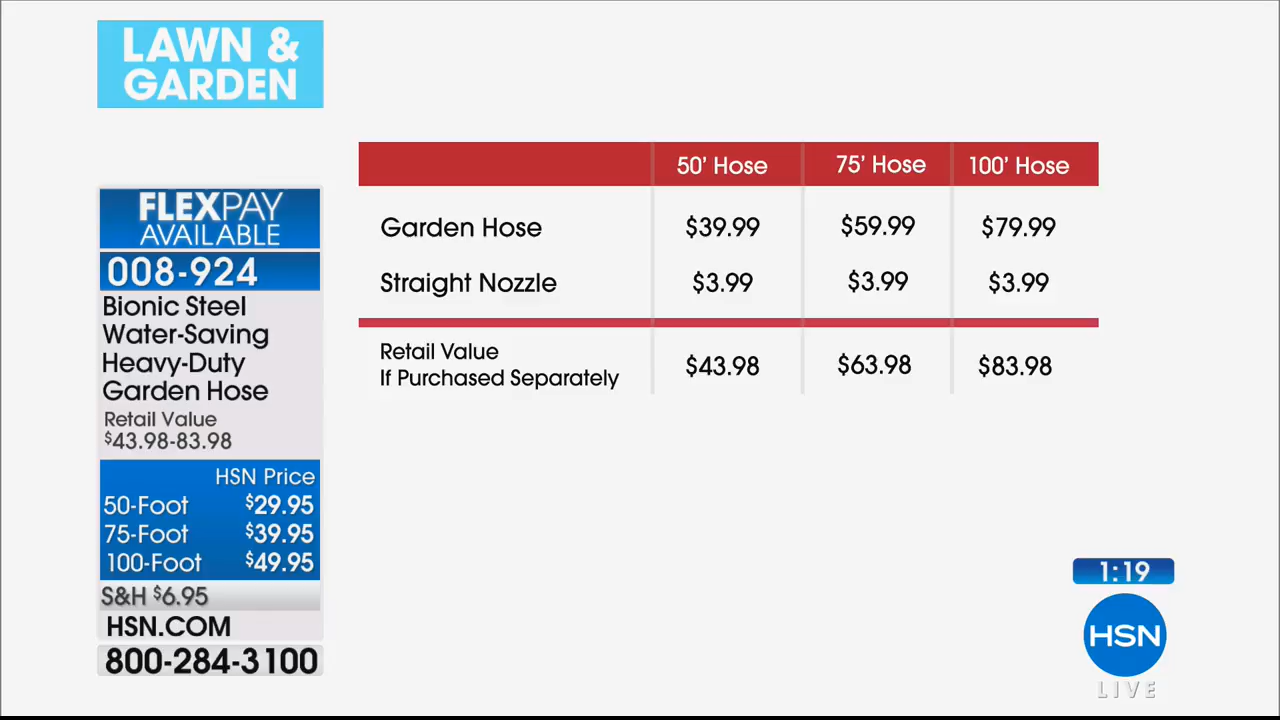 LAWN &
GARDEN
FLEXPAY
AVAILABLE
008-924
Bionic Steel
Water-Saving
Heavy-Duty
Garden Hose
Retail Value
$43.98-83.98
HSN Price
50-Foot $29.95
75-Foot $39.95
100-Foot $49.95
S&H $6.95
HSN.COM
800-284-3100
50’ Hose 75’ Hose 100’ Hose
Garden Hose $39.99 $59.99 $79.99
Straight Nozzle $3.99 $3.99 $3.99
Retail Value
If Purchased Separately $43.98 $63.98 $83.98
1:19
HSN
LIVE